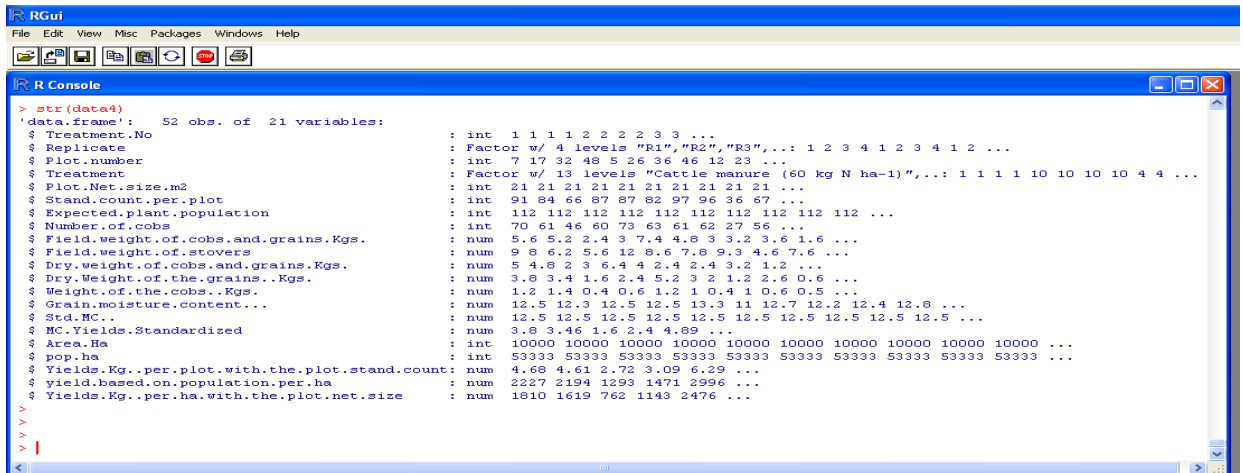 RGui
File Edit View Misc Packages Windows Help
STOP
R Console
> str(data4)
'data.frame':   52 obs. of  21 variables:
 $ Treatment.No                                    : int  1 1 1 1 2 2 2 2 3 3 ...
 $ Replicate                                       : Factor w/ 4 levels "R1","R2","R3",..: 1 2 3 4 1 2 3 4 1 2 ...
 $ Plot.number                                     : int  7 17 32 48 5 26 36 46 12 23 ...
 $ Treatment                                       : Factor w/ 13 levels "Cattle manure (60 kg N ha-1)",..: 1 1 1 1 10 10 10 10 4 4 ...
 $ Plot.Net.size.m2                                : int  21 21 21 21 21 21 21 21 21 21 ...
 $ Stand.count.per.plot                            : int  91 84 66 87 87 82 97 96 36 67 ...
 $ Expected.plant.population                       : int  112 112 112 112 112 112 112 112 112 112 ...
 $ Number.of.cobs                                  : int  70 61 46 60 73 63 61 62 27 56 ...
 $ Field.weight.of.cobs.and.grains.Kgs.            : num  5.6 5.2 2.4 3 7.4 4.8 3 3.2 3.6 1.6 ...
 $ Field.weight.of.stovers                         : num  9 8 6.2 5.6 12 8.6 7.8 9.3 4.6 7.6 ...
 $ Dry.weight.of.cobs.and.grains.Kgs.              : num  5 4.8 2 3 6.4 4 2.4 2.4 3.2 1.2 ...
 $ Dry.Weight.of.the.grains..Kgs.                  : num  3.8 3.4 1.6 2.4 5.2 3 2 1.2 2.6 0.6 ...
 $ Weight.of.the.cobs..Kgs.                        : num  1.2 1.4 0.4 0.6 1.2 1 0.4 1 0.6 0.5 ...
 $ Grain.moisture.content...                       : num  12.5 12.3 12.5 12.5 13.3 11 12.7 12.2 12.4 12.8 ...
 $ Std.MC..                                        : num  12.5 12.5 12.5 12.5 12.5 12.5 12.5 12.5 12.5 12.5 ...
 $ MC.Yields.Standardized                          : num  3.8 3.46 1.6 2.4 4.89 ...
 $ Area.Ha                                         : int  10000 10000 10000 10000 10000 10000 10000 10000 10000 10000 ...
 $ pop.ha                                          : int  53333 53333 53333 53333 53333 53333 53333 53333 53333 53333 ...
 $ Yields.Kg..per.plot.with.the.plot.stand.count: num  4.68 4.61 2.72 3.09 6.29 ...
 $ yield.based.on.population.per.ha                : num  2227 2194 1293 1471 2996 ...
 $ Yields.Kg..per.ha.with.the.plot.net.size        : num  1810 1619 762 1143 2476 ...
>
>
>
>